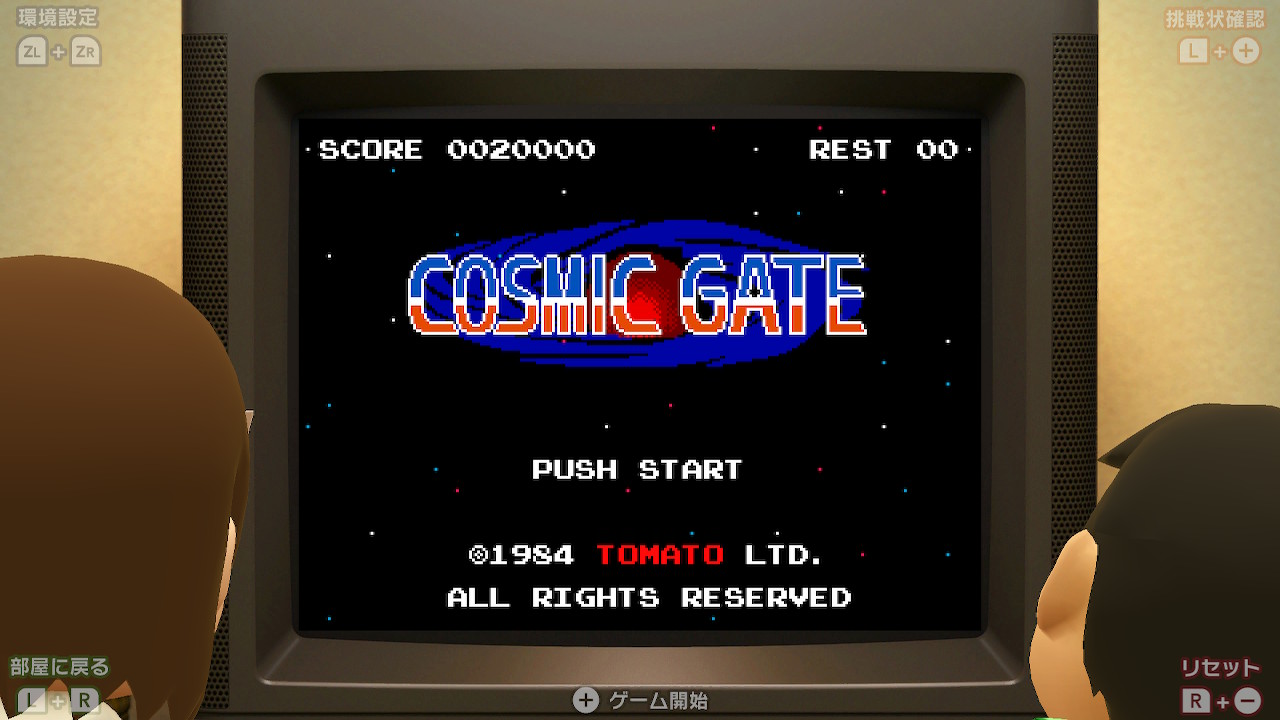 環境設定
ZL + ZR
挑戦状確認
L + +
SCORE 0020000
REST 00
COSMIC GATE
PUSH START
©1984 TOMATO LTD.
ALL RIGHTS RESERVED
部屋に戻る
L + R
+ ゲーム開始
リセット
R + −